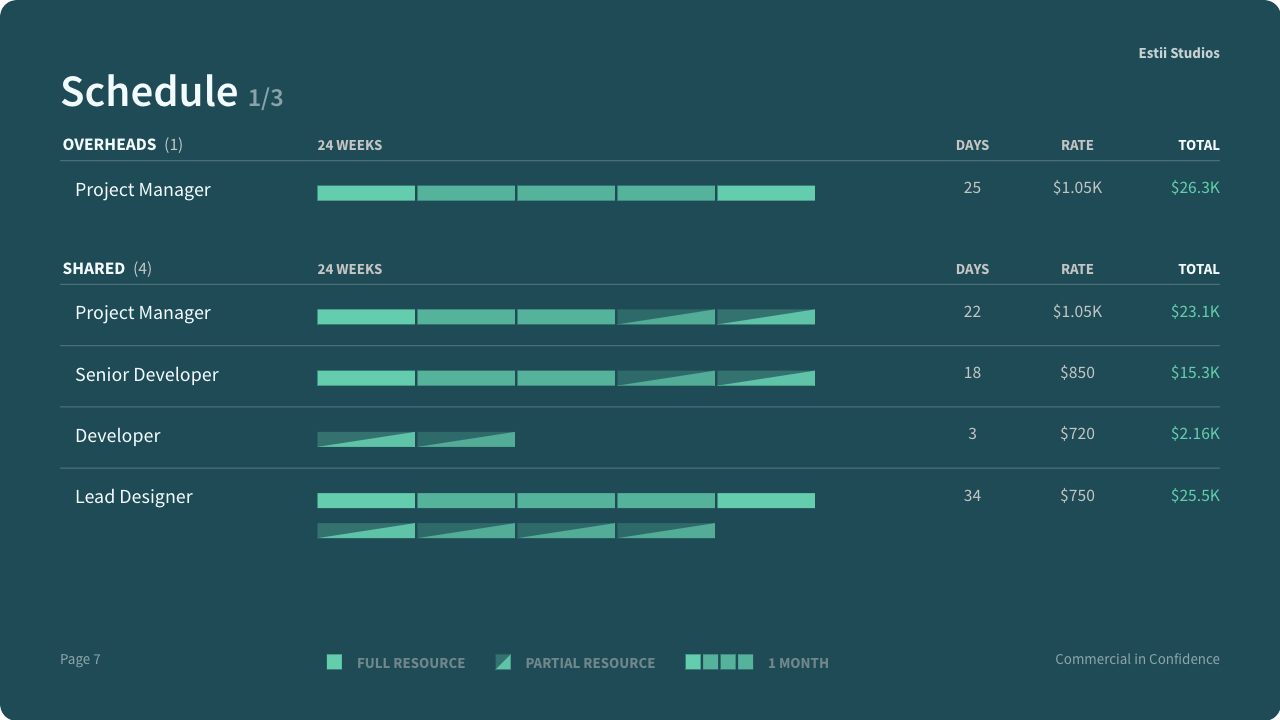 Estii Studios
Schedule 1/3
OVERHEADS (1) 24 WEEKS DAYS RATE TOTAL
Project Manager 25 $1.05K $26.3K
SHARED (4) 24 WEEKS DAYS RATE TOTAL
Project Manager 22 $1.05K $23.1K
Senior Developer 18 $850 $15.3K
Developer 3 $720 $2.16K
Lead Designer 34 $750 $25.5K
Page 7 FULL RESOURCE PARTIAL RESOURCE 1 MONTH Commercial in Confidence